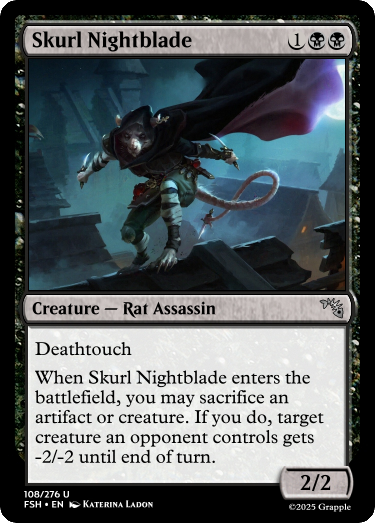 Skurl Nightblade 1
Creature — Rat Assassin
Deathtouch
When Skurl Nightblade enters the
battlefield, you may sacrifice an
artifact or creature. If you do, target
creature an opponent controls gets
-2/-2 until end of turn.
2/2
108/276 U
FSH • EN Katerina Ladon
©2025 Grapple